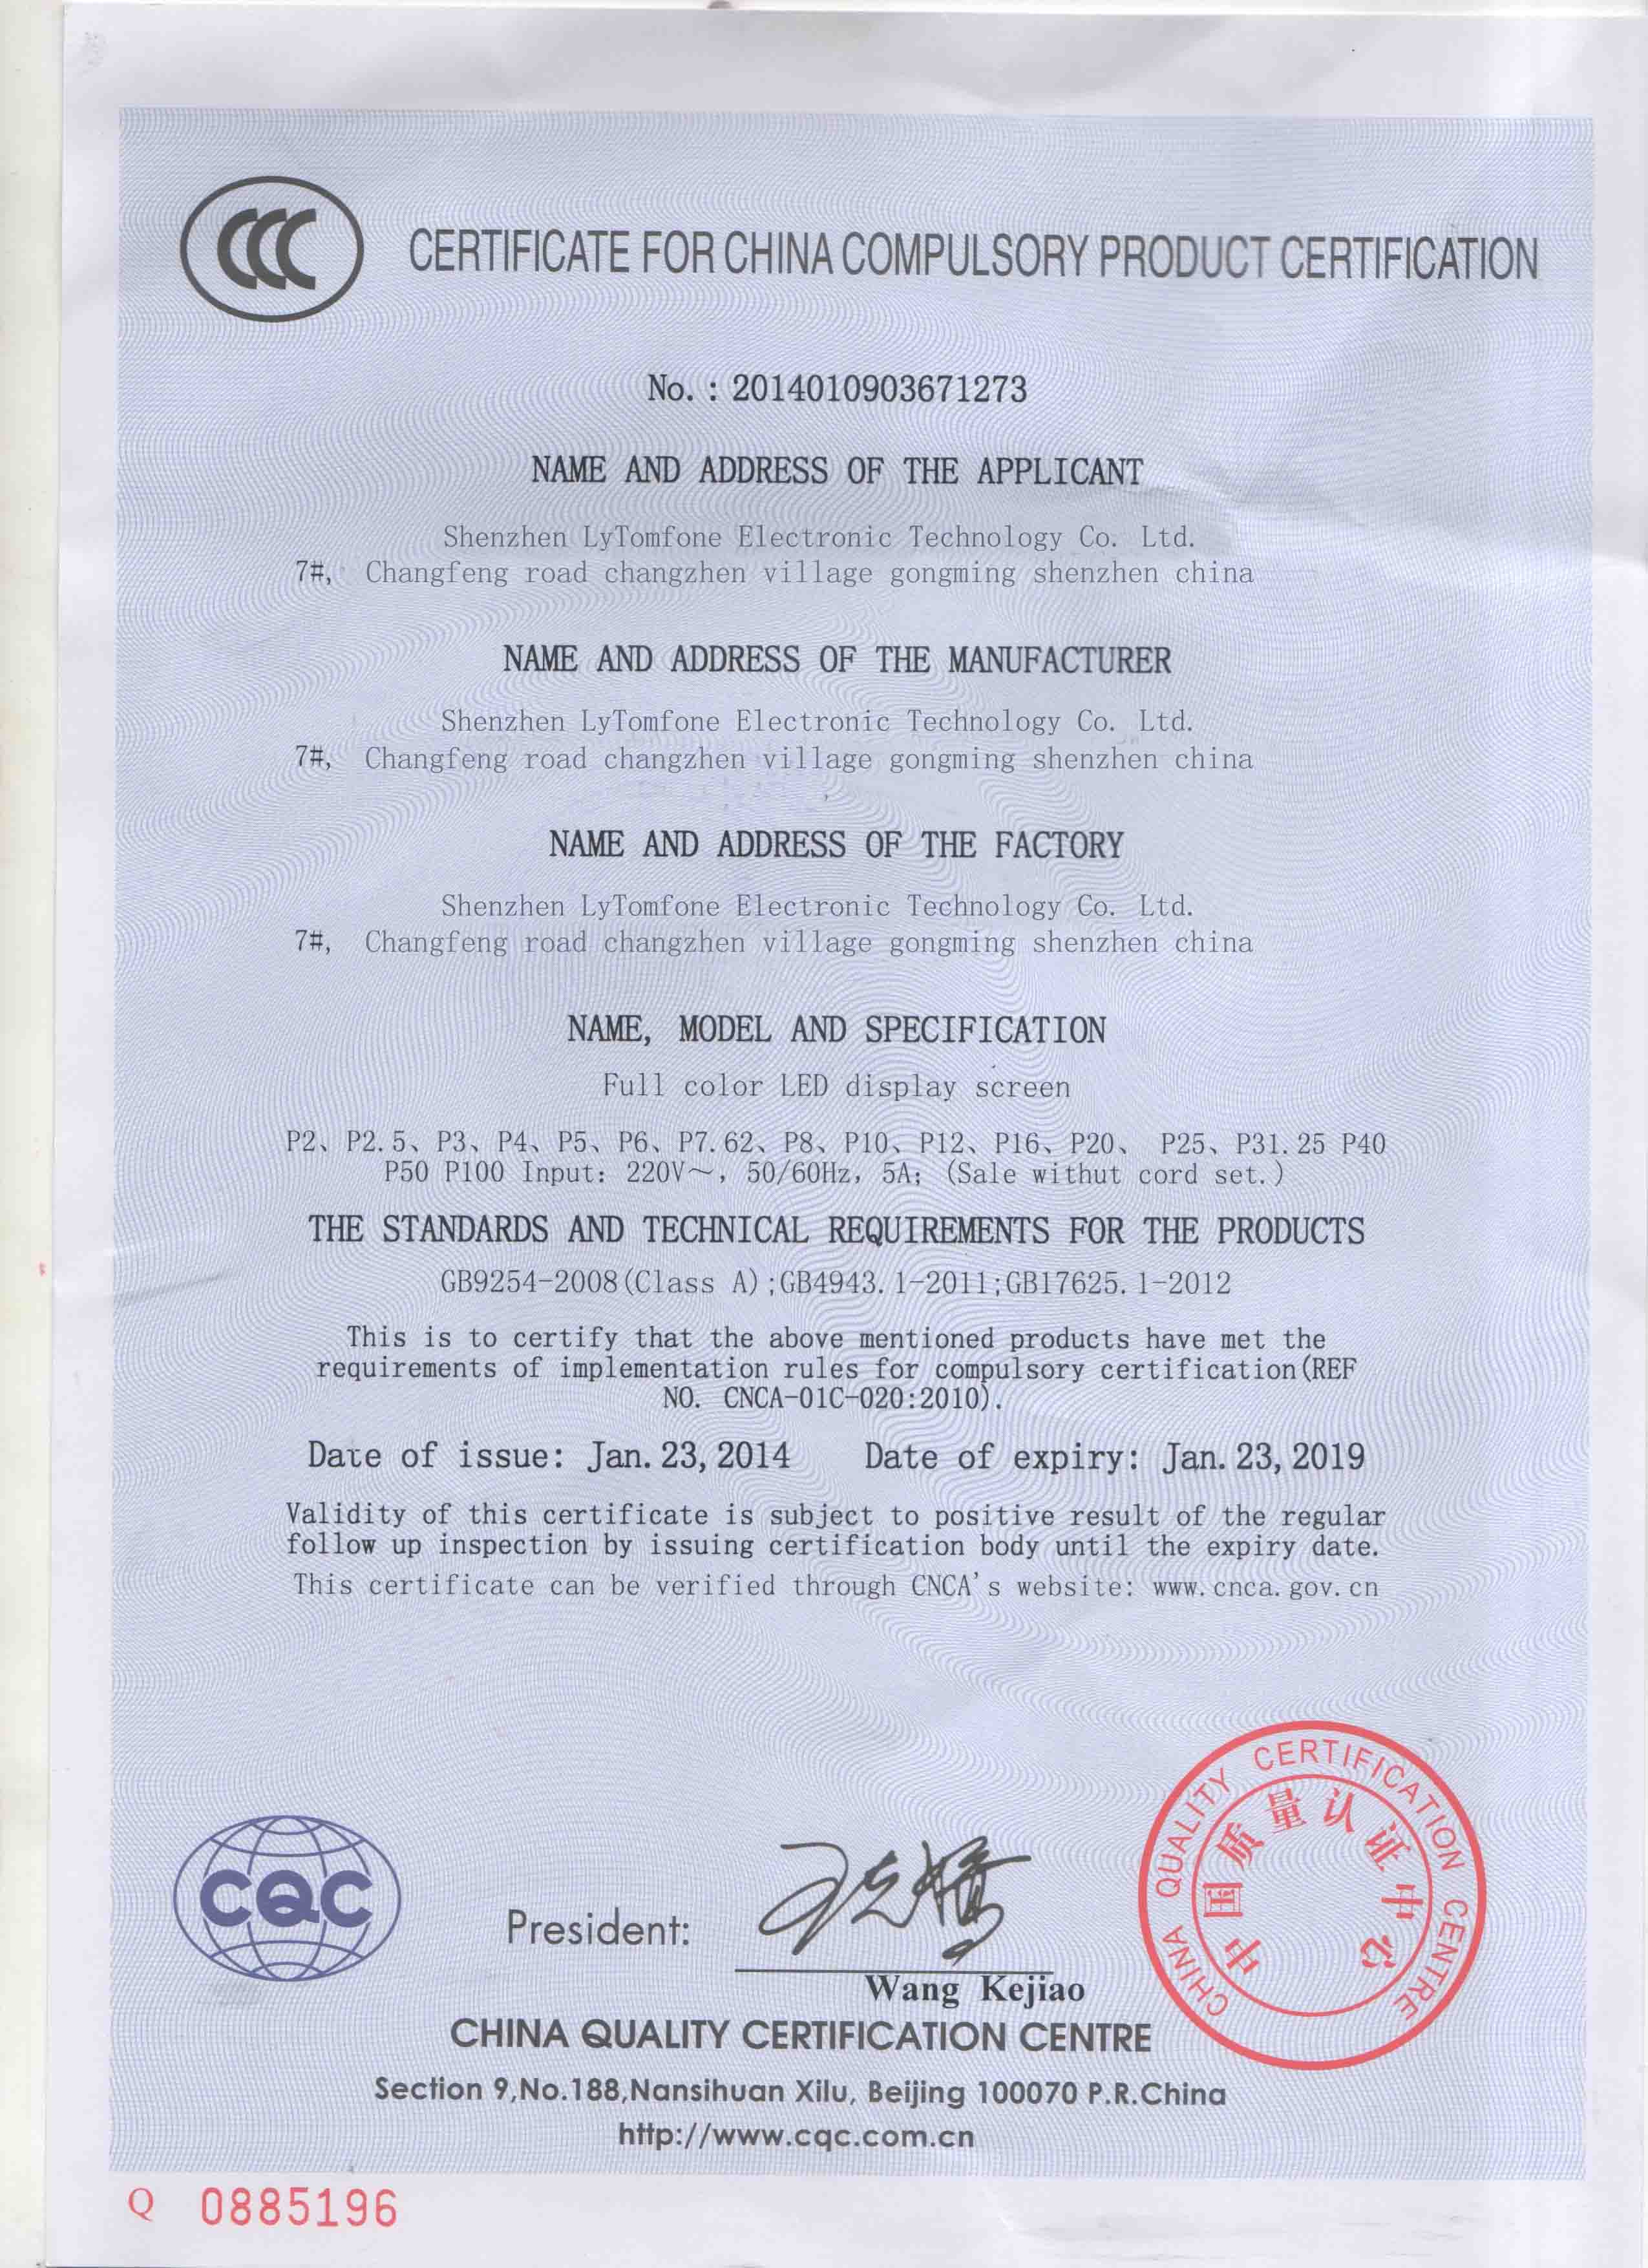 CCC
CERTIFICATE FOR CHINA COMPULSORY PRODUCT CERTIFICATION
No. : 2014010903671273
NAME AND ADDRESS OF THE APPLICANT
Shenzhen LyTomfone Electronic Technology Co. Ltd.
7#, Changfeng road changzhen village gongming shenzhen china
NAME AND ADDRESS OF THE MANUFACTURER
Shenzhen LyTomfone Electronic Technology Co. Ltd.
7#, Changfeng road changzhen village gongming shenzhen china
NAME AND ADDRESS OF THE FACTORY
Shenzhen LyTomfone Electronic Technology Co. Ltd.
7#, Changfeng road changzhen village gongming shenzhen china
NAME, MODEL AND SPECIFICATION
Full color LED display screen
P2、P2.5、P3、P4、P5、P6、P7.62、P8、P10、P12、P16、P20、 P25、P31.25 P40
P50 P100 Input: 220V～, 50/60Hz, 5A; (Sale withut cord set.)
THE STANDARDS AND TECHNICAL REQUIREMENTS FOR THE PRODUCTS
GB9254-2008(Class A);GB4943.1-2011;GB17625.1-2012
This is to certify that the above mentioned products have met the
requirements of implementation rules for compulsory certification(REF
NO. CNCA-01C-020:2010).
Date of issue: Jan.23,2014 Date of expiry: Jan.23,2019
Validity of this certificate is subject to positive result of the regular
follow up inspection by issuing certification body until the expiry date.
This certificate can be verified through CNCA's website: www.cnca.gov.cn
CQC
President:
Wang Kejiao
CHINA QUALITY CERTIFICATION CENTRE
中国质量认证中心
CHINA QUALITY CERTIFICATION CENTRE
Section 9,No.188,Nansihuan Xilu, Beijing 100070 P.R.China
http://www.cqc.com.cn
Q 0885196